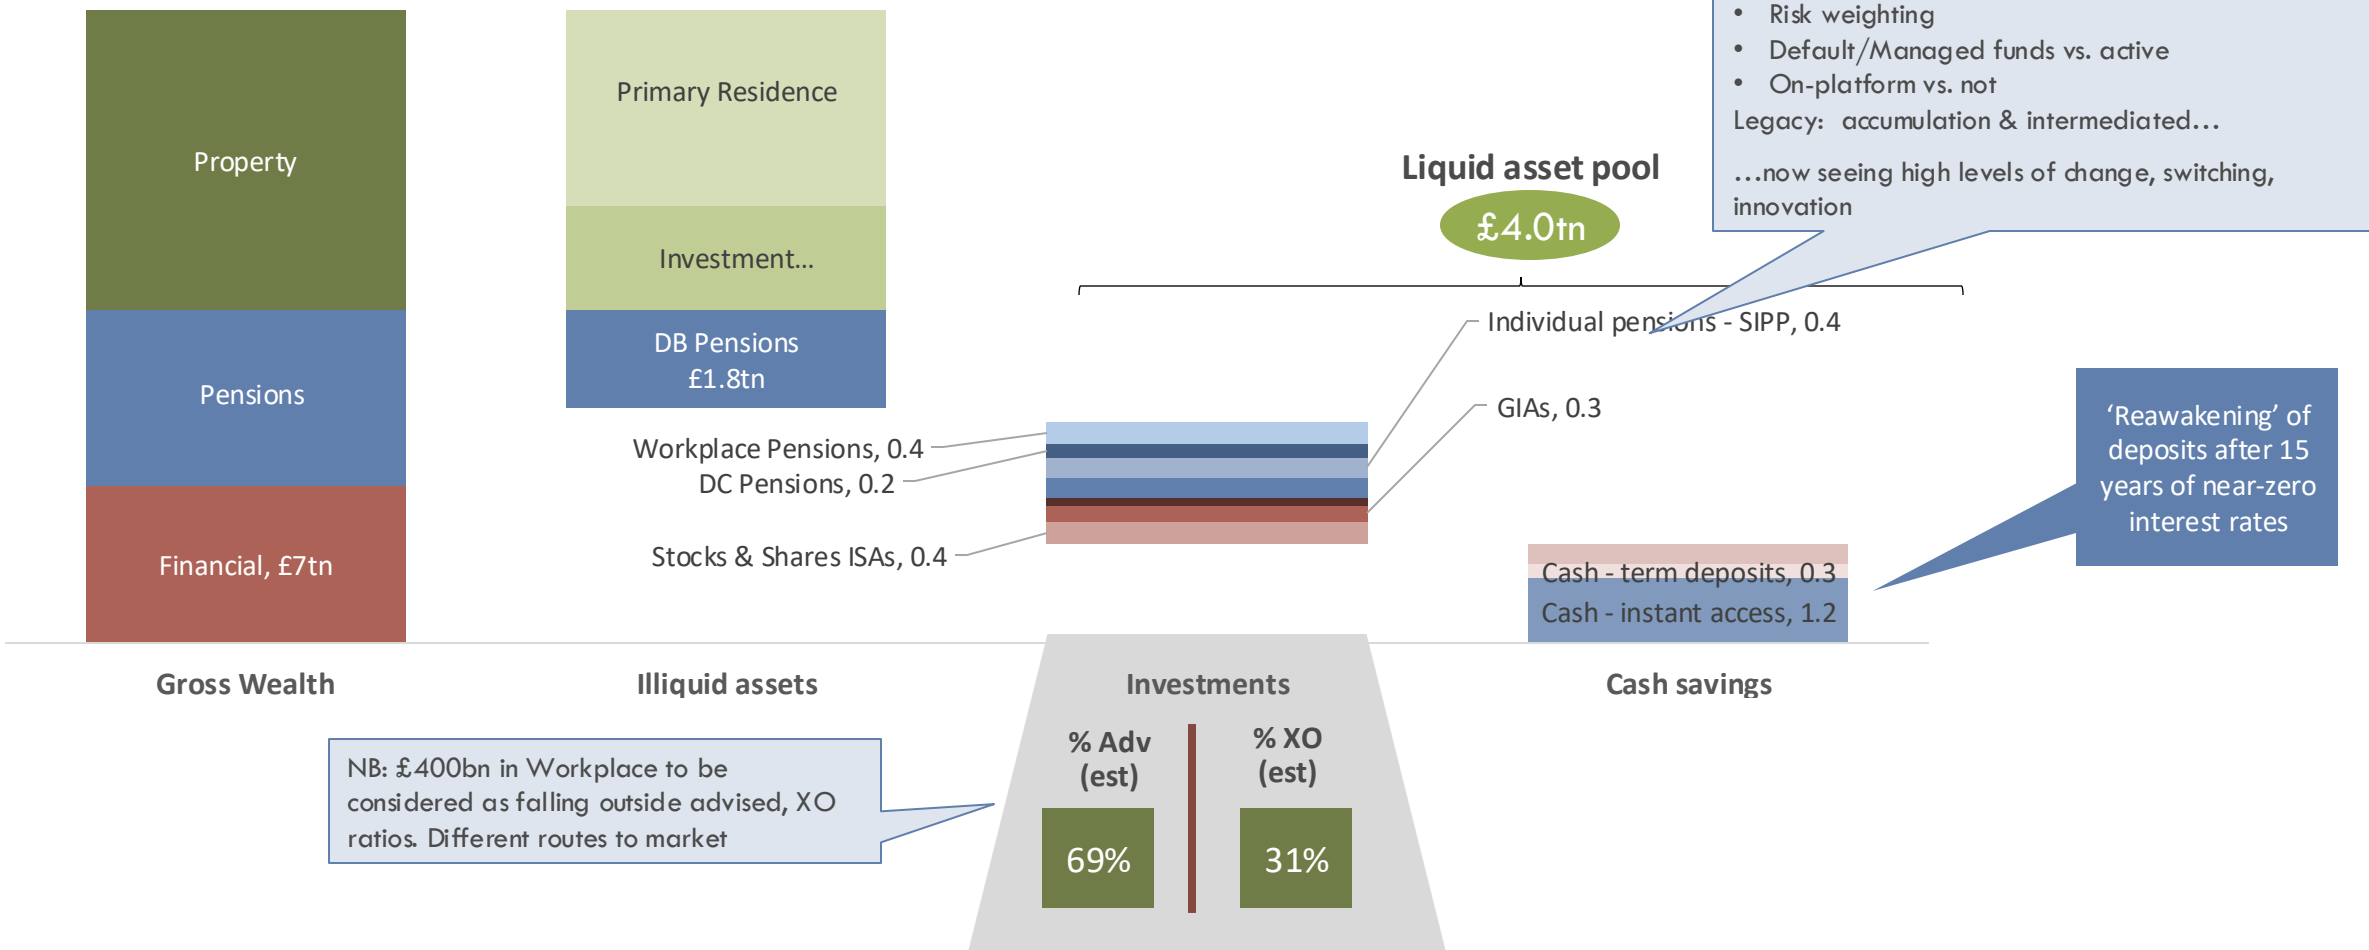 • Risk weighting
• Default/Managed funds vs. active
• On-platform vs. not
Legacy: accumulation & intermediated...
...now seeing high levels of change, switching,
innovation
Property
Pensions
Financial, £7tn
Primary Residence
Investment...
DB Pensions
£1.8tn
Liquid asset pool
£4.0tn
Individual pensions - SIPP, 0.4
GIAs, 0.3
Workplace Pensions, 0.4
DC Pensions, 0.2
Stocks & Shares ISAs, 0.4
'Reawakening' of
deposits after 15
years of near-zero
interest rates
Cash - term deposits, 0.3
Cash - instant access, 1.2
Gross Wealth
Illiquid assets
Investments
Cash savings
NB: £400bn in Workplace to be
considered as falling outside advised, XO
ratios. Different routes to market
% Adv
(est)
69%
% XO
(est)
31%